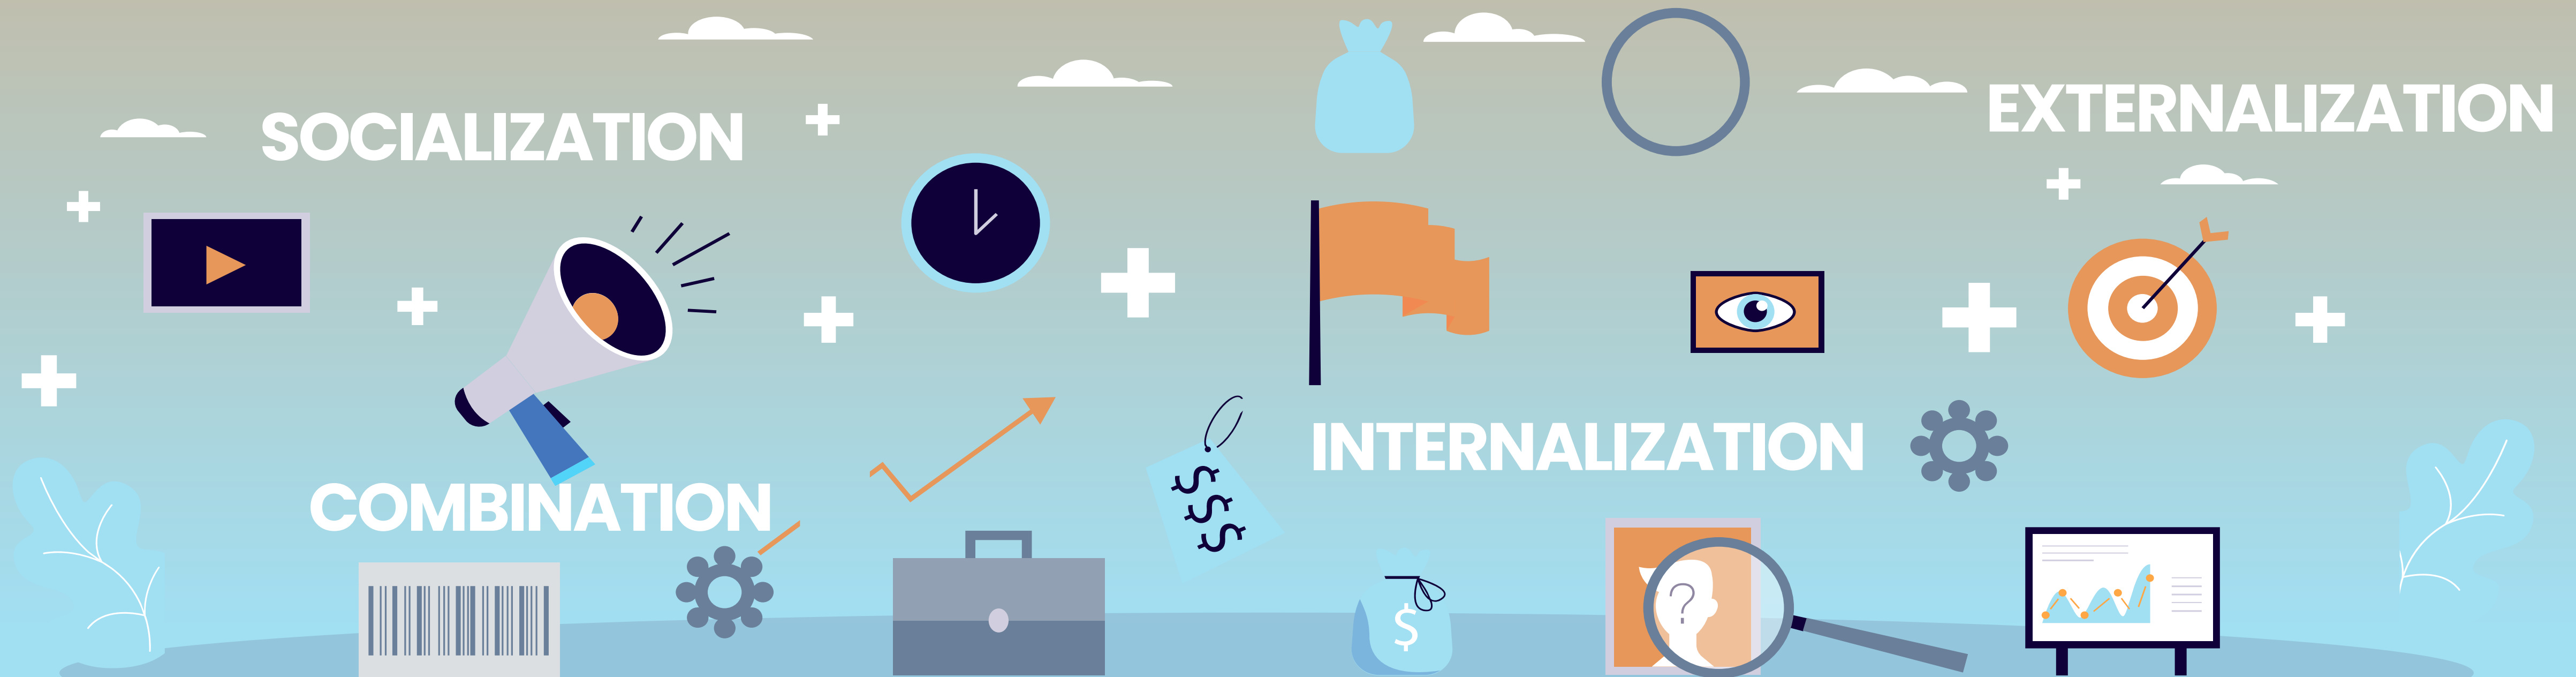 SOCIALIZATION
EXTERNALIZATION
INTERNALIZATION
COMBINATION
$$$
?
$